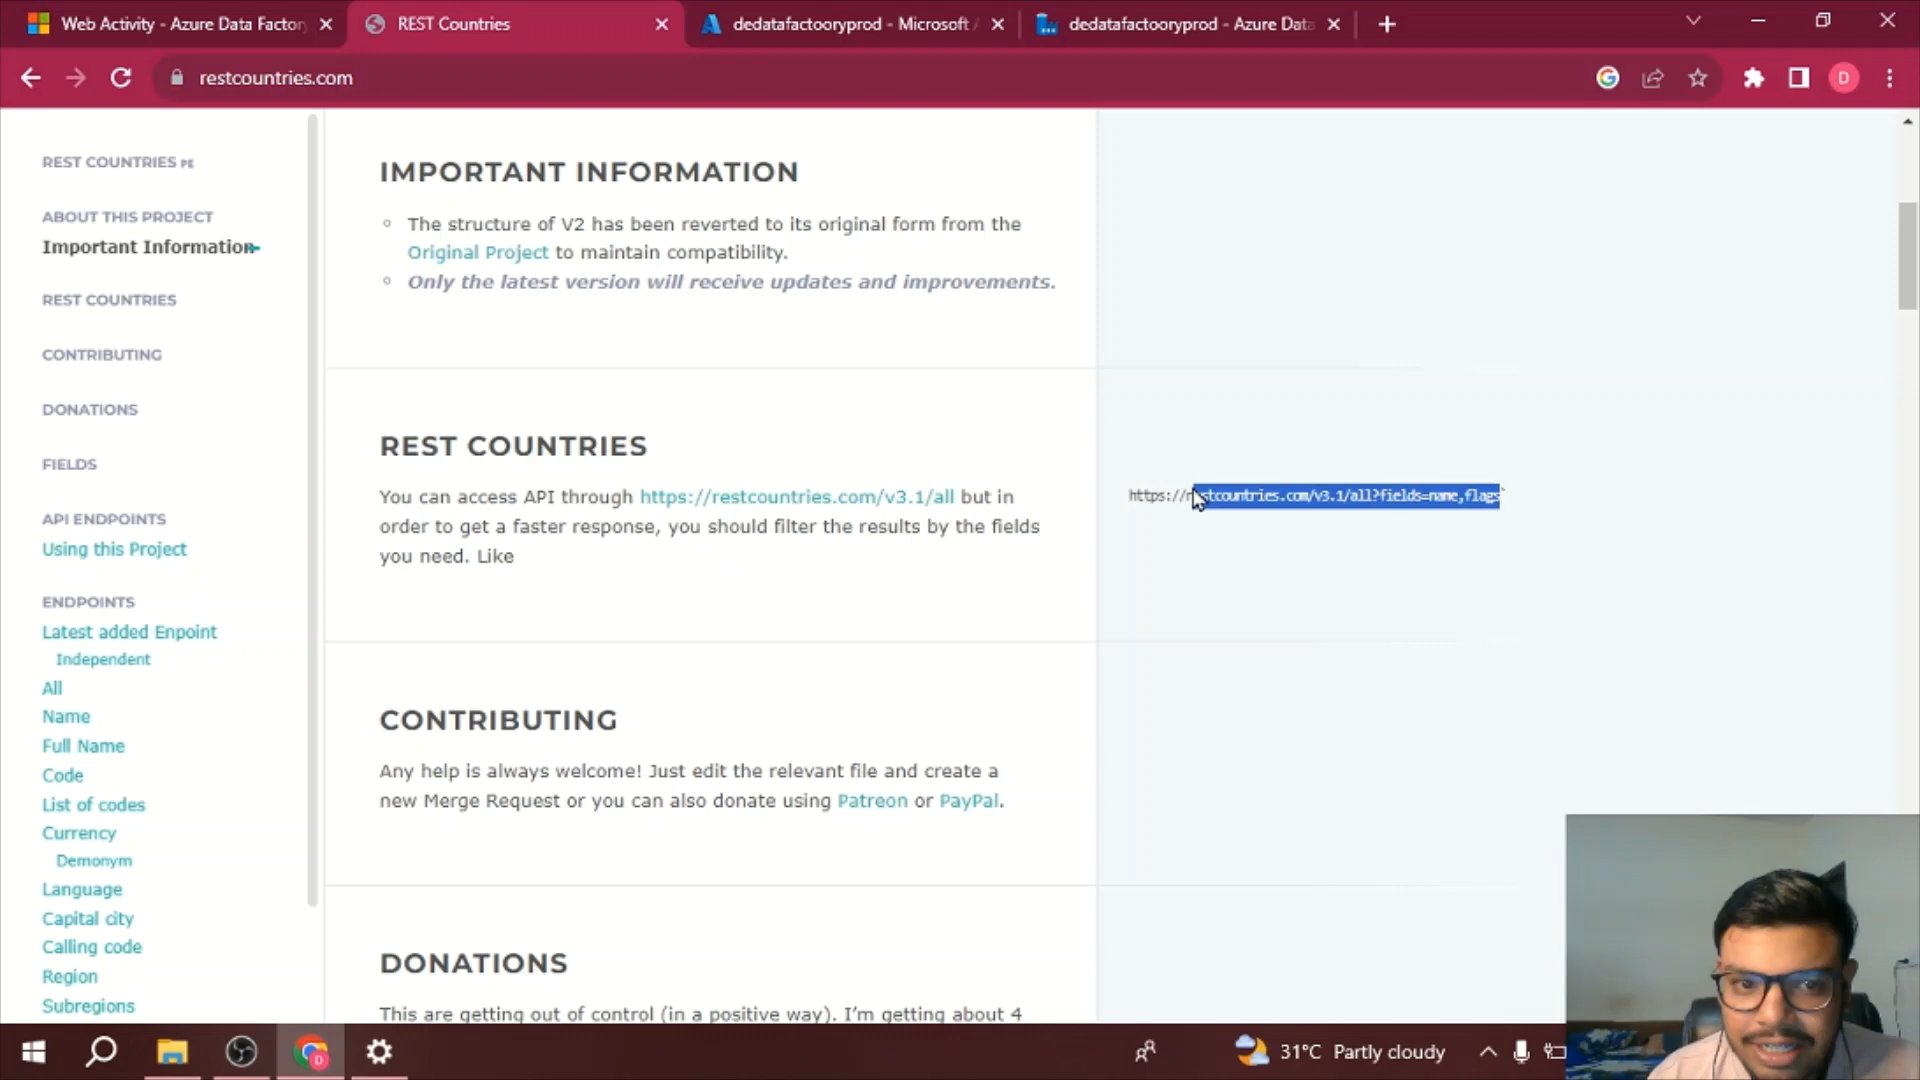 Web Activity - Azure Data Factory
REST Countries
dedatafactooryprod - Microsoft A
dedatafactooryprod - Azure Data
restcountries.com
D
REST COUNTRIES PE
ABOUT THIS PROJECT
Important Information
REST COUNTRIES
CONTRIBUTING
DONATIONS
FIELDS
API ENDPOINTS
Using this Project
ENDPOINTS
Latest added Enpoint
Independent
All
Name
Full Name
Code
List of codes
Currency
Demonym
Language
Capital city
Calling code
Region
Subregions
IMPORTANT INFORMATION
The structure of V2 has been reverted to its original form from the
Original Project to maintain compatibility.
Only the latest version will receive updates and improvements.
REST COUNTRIES
You can access API through https://restcountries.com/v3.1/all but in
order to get a faster response, you should filter the results by the fields
you need. Like
https://restcountries.com/v3.1/all?fields=name,flags`
CONTRIBUTING
Any help is always welcome! Just edit the relevant file and create a
new Merge Request or you can also donate using Patreon or PayPal.
DONATIONS
This are getting out of control (in a positive way). I'm getting about 4
D
31°C Partly cloudy